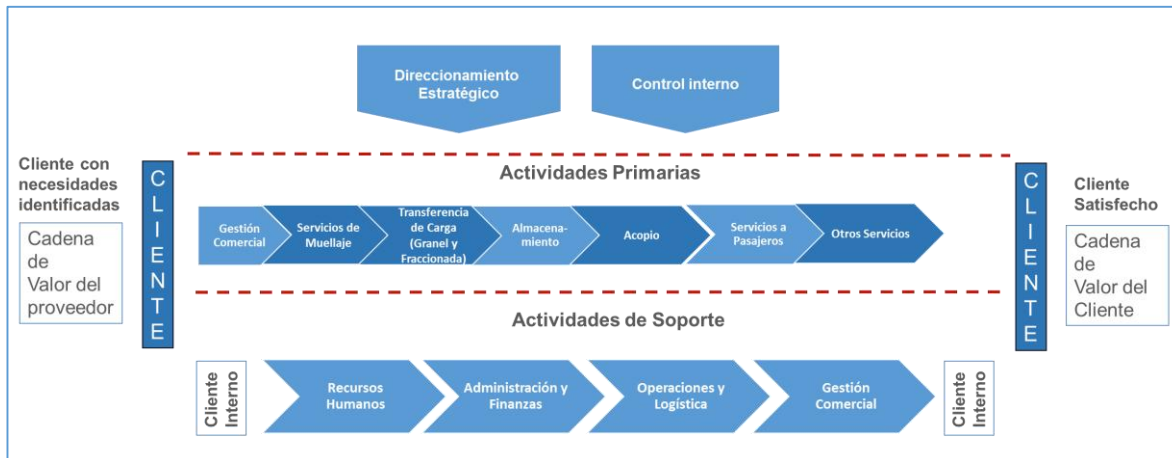 Direccionamiento
Estratégico
Control interno
Cliente con
necesidades
identificadas
Cadena
de
Valor del
proveedor
CLIENTE
Actividades Primarias
Gestión
Comercial
Servicios de
Muellaje
Transferencia
de Carga
(Granel y
Fraccionada)
Almacena-
miento
Acopio
Servicios a
Pasajeros
Otros Servicios
CLIENTE
Cliente
Satisfecho
Cadena
de
Valor del
Cliente
Actividades de Soporte
Cliente
Interno
Recursos
Humanos
Administración y
Finanzas
Operaciones y
Logística
Gestión
Comercial
Cliente
Interno